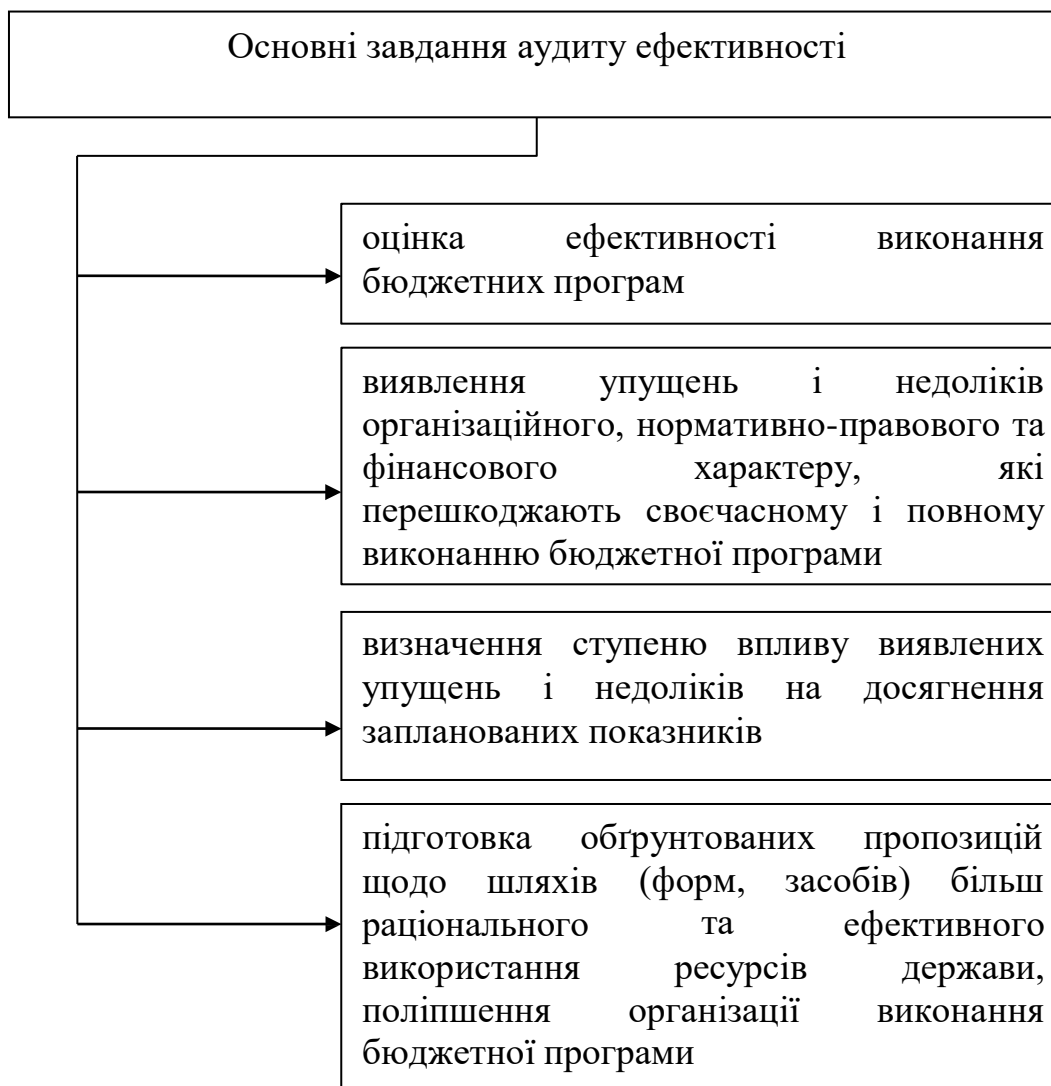 Основні завдання аудиту ефективності
оцінка ефективності виконання
бюджетних програм
виявлення упущень і недоліків
організаційного, нормативно-правового та
фінансового характеру, які
перешкоджають своєчасному і повному
виконанню бюджетної програми
визначення ступеню впливу виявлених
упущень і недоліків на досягнення
запланованих показників
підготовка обґрунтованих пропозицій
щодо шляхів (форм, засобів) більш
раціонального та ефективного
використання ресурсів держави,
поліпшення організації виконання
бюджетної програми